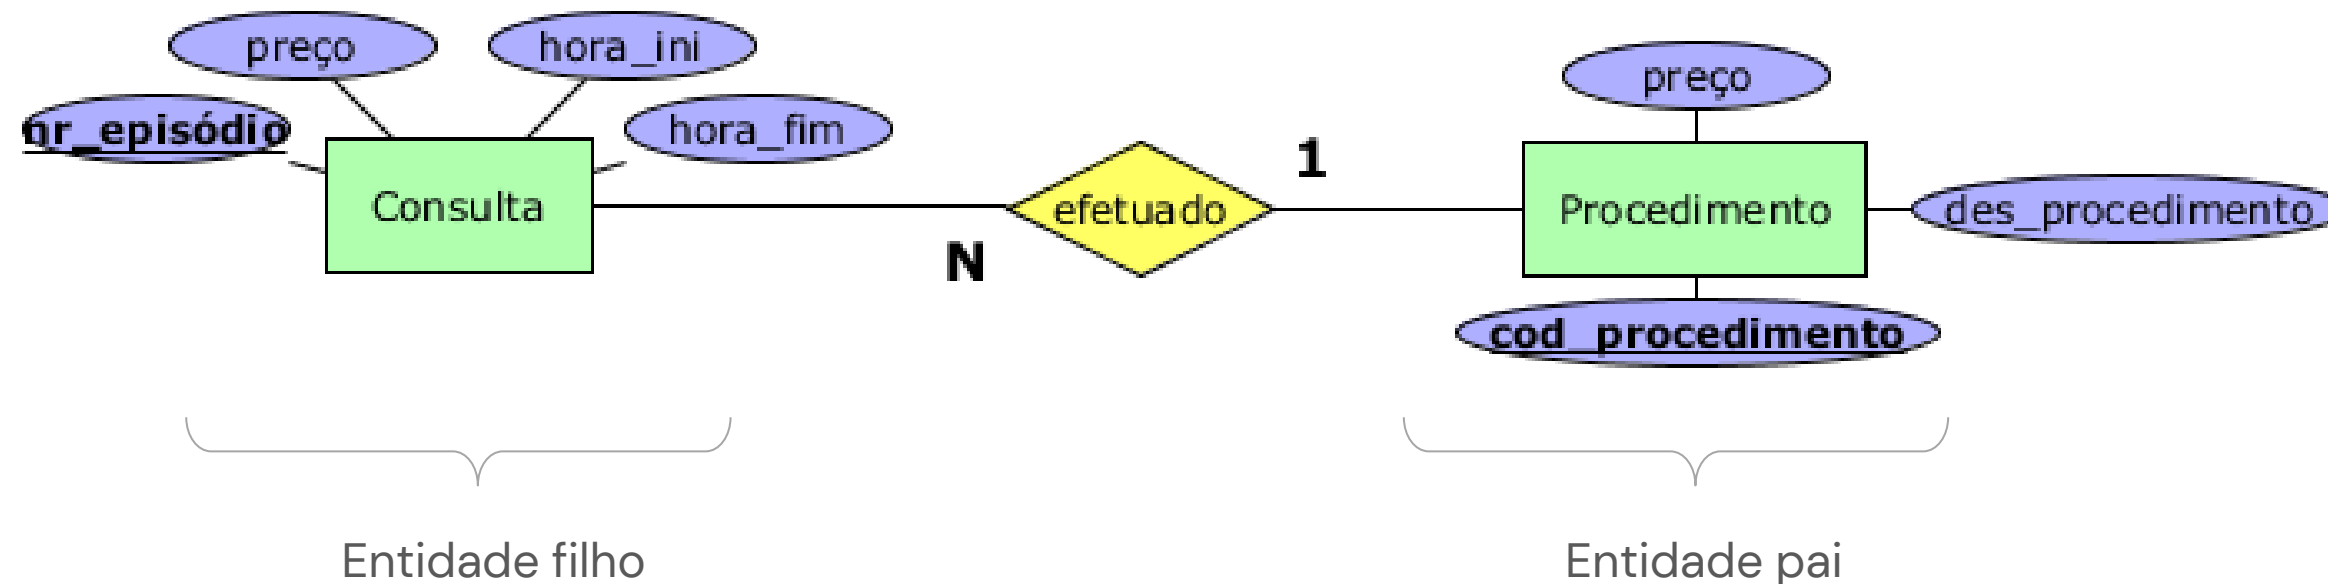 preço
hora_ini
nr_episódio
hora_fim
Consulta
N
efetuado
1
preço
Procedimento
des_procedimento
cod_procedimento
Entidade filho
Entidade pai